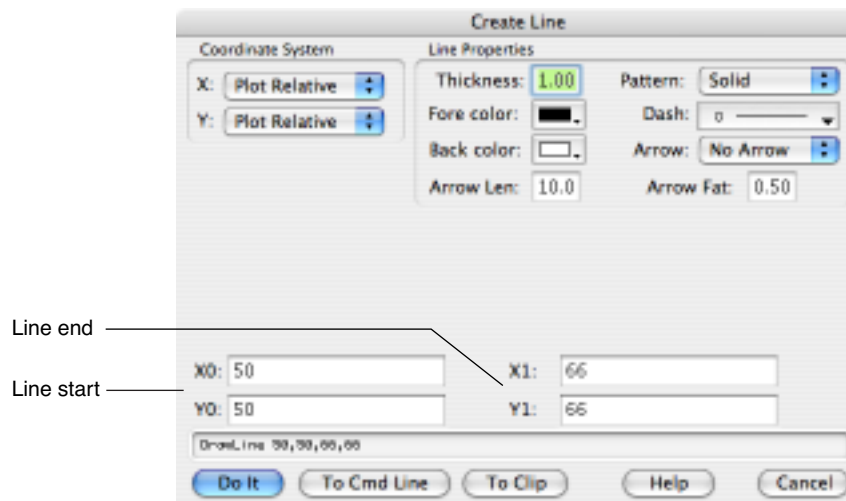 Create Line
Coordinate System
X: Plot Relative
Y: Plot Relative
Line Properties
Thickness: 1.00 Pattern: Solid
Fore color: Dash: 0
Back color: Arrow: No Arrow
Arrow Len: 10.0 Arrow Fat: 0.50
Line end
Line start
X0: 50 X1: 66
Y0: 50 Y1: 66
DrawLine 50,50,66,66
Do It To Cmd Line To Clip Help Cancel